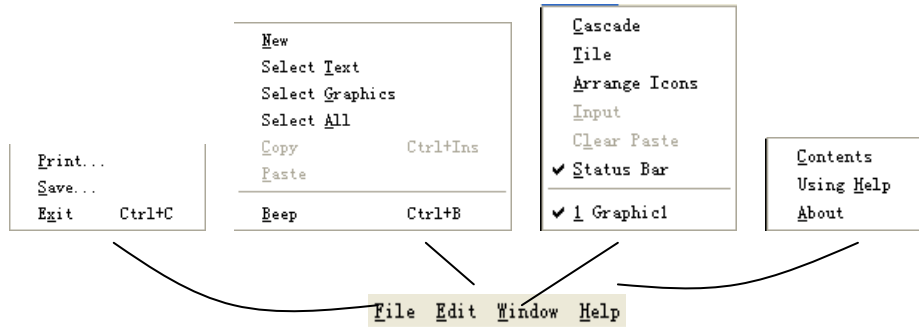 Print...
Save...
Exit Ctrl+C
New
Select Text
Select Graphics
Select All
Copy Ctrl+Ins
Paste
Beep Ctrl+B
Cascade
Tile
Arrange Icons
Input
Clear Paste
✔ Status Bar
✔ 1 Graphic1
Contents
Using Help
About
File Edit Window Help